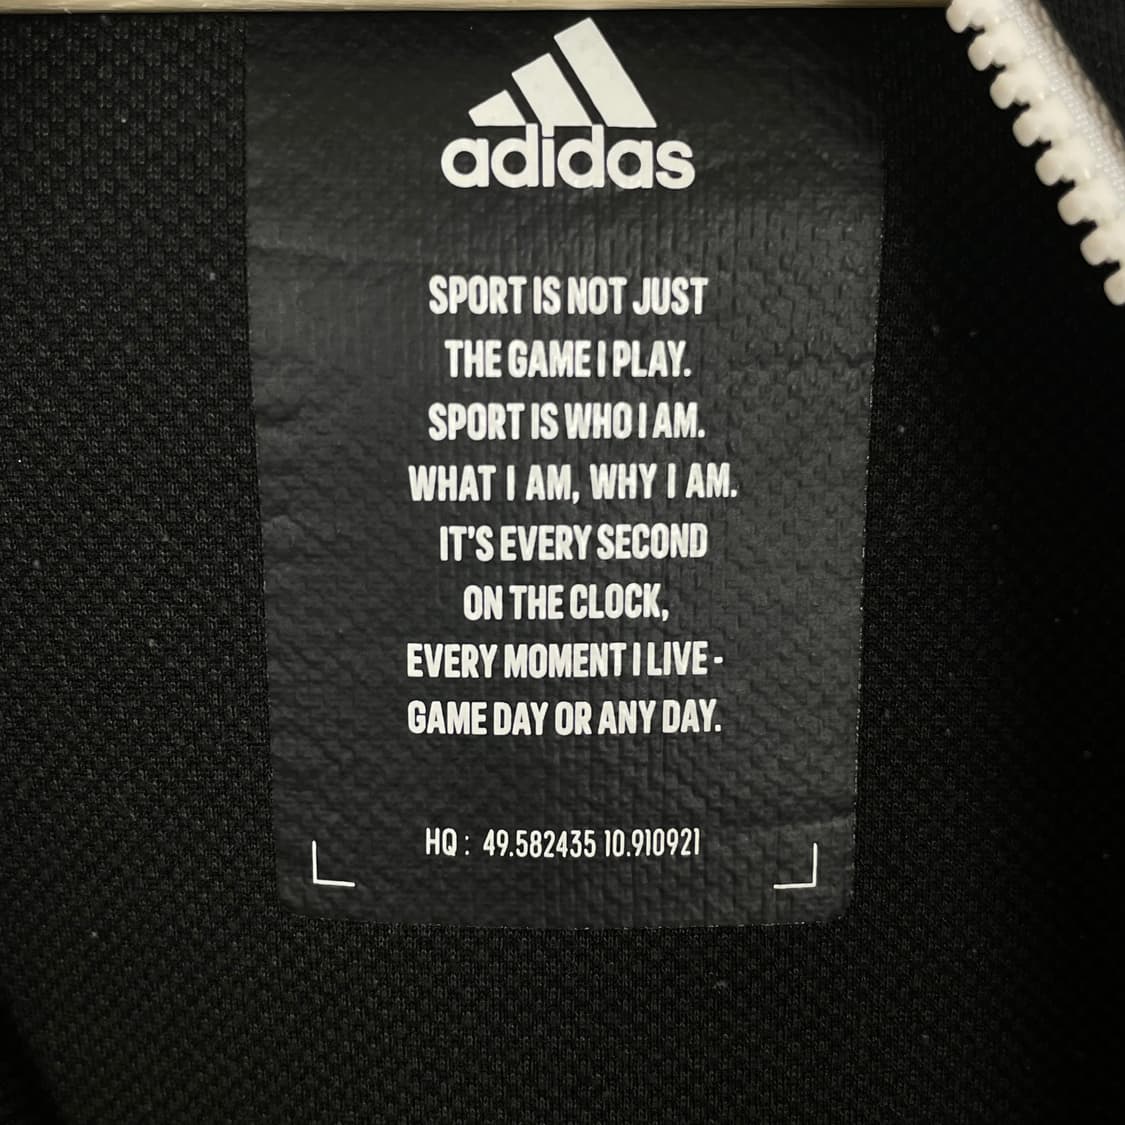 adidas
SPORT IS NOT JUST
THE GAME I PLAY.
SPORT IS WHO I AM.
WHAT I AM, WHY I AM.
IT'S EVERY SECOND
ON THE CLOCK,
EVERY MOMENT I LIVE -
GAME DAY OR ANY DAY.
HQ : 49.582435 10.910921